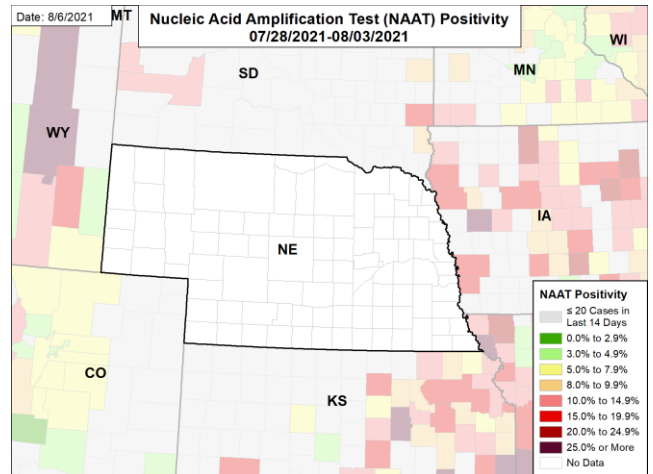 Date: 8/6/2021
MT
Nucleic Acid Amplification Test (NAAT) Positivity
07/28/2021-08/03/2021
SD
WI
MN
WY
IA
NE
NAAT Positivity
≤ 20 Cases in
Last 14 Days
0.0% to 2.9%
3.0% to 4.9%
5.0% to 7.9%
8.0% to 9.9%
10.0% to 14.9%
15.0% to 19.9%
20.0% to 24.9%
25.0% or More
No Data
CO
KS